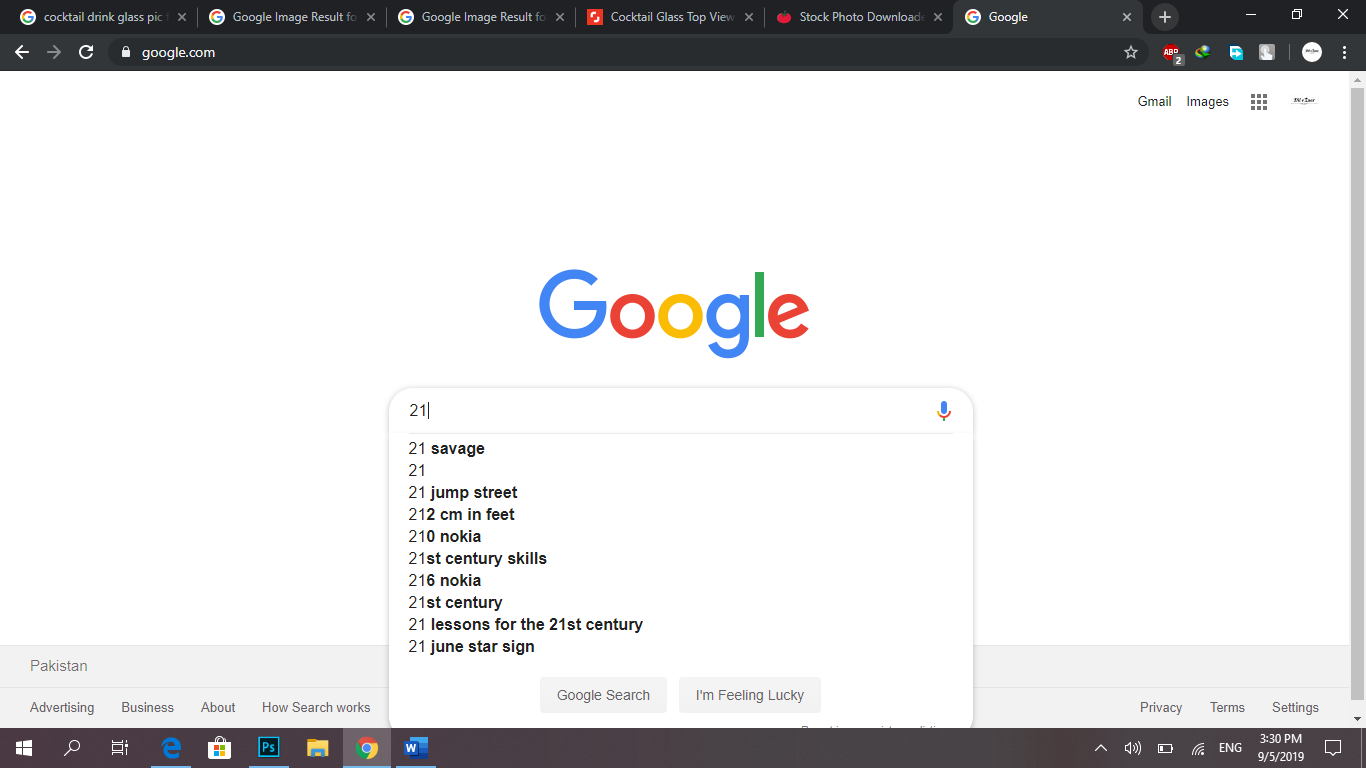 cocktail drink glass pic
Google Image Result fo
Google Image Result fo
Cocktail Glass Top View
Stock Photo Downloade
Google
google.com
ABP
2
Gmail
Images
Google
21
21 savage
21
21 jump street
212 cm in feet
210 nokia
21st century skills
216 nokia
21st century
21 lessons for the 21st century
21 june star sign
Google Search
I'm Feeling Lucky
Pakistan
Advertising
Business
About
How Search works
Privacy
Terms
Settings
Ps
W
ENG
3:30 PM
9/5/2019